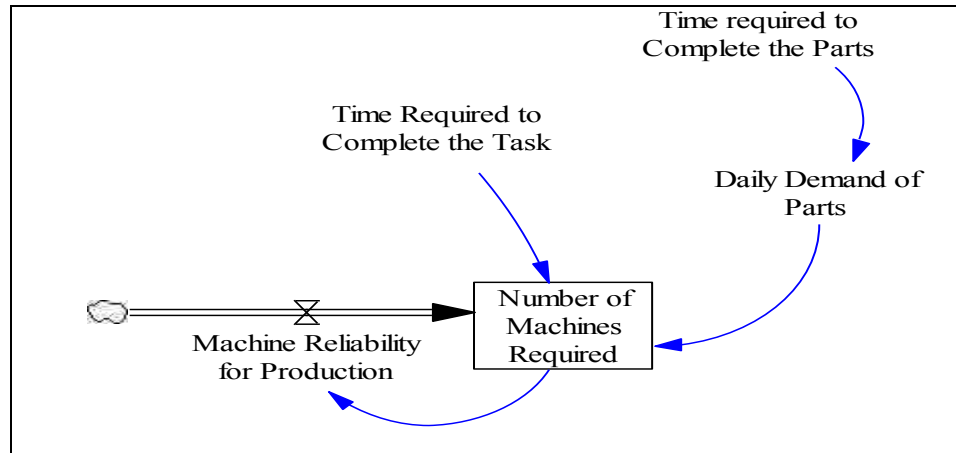 Time required to
Complete the Parts
Time Required to
Complete the Task
Daily Demand of
Parts
Number of
Machines
Required
Machine Reliability
for Production